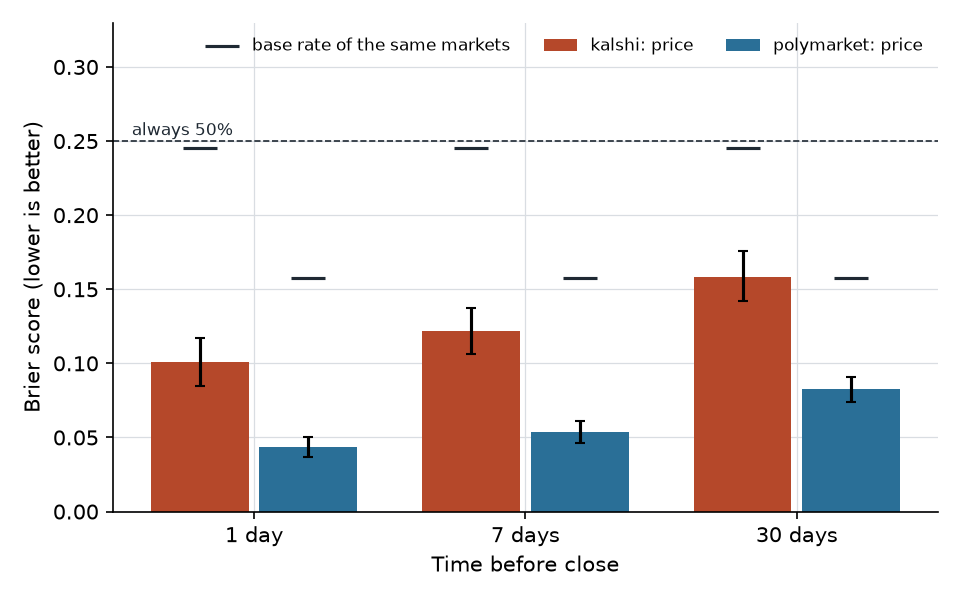 base rate of the same markets kalshi: price polymarket: price
always 50%
0.30
0.25
0.20
0.15
0.10
0.05
0.00
Brier score (lower is better)
1 day 7 days 30 days
Time before close